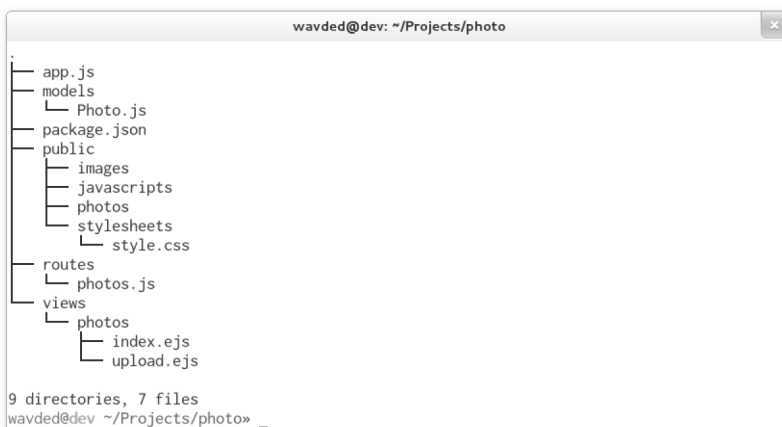 wavded@dev: ~/Projects/photo
×
.
├── app.js
├── models
│   └── Photo.js
├── package.json
├── public
│   ├── images
│   ├── javascripts
│   ├── photos
│   └── stylesheets
│       └── style.css
├── routes
│   └── photos.js
└── views
    └── photos
        ├── index.ejs
        └── upload.ejs

9 directories, 7 files
wavded@dev ~/Projects/photo» _